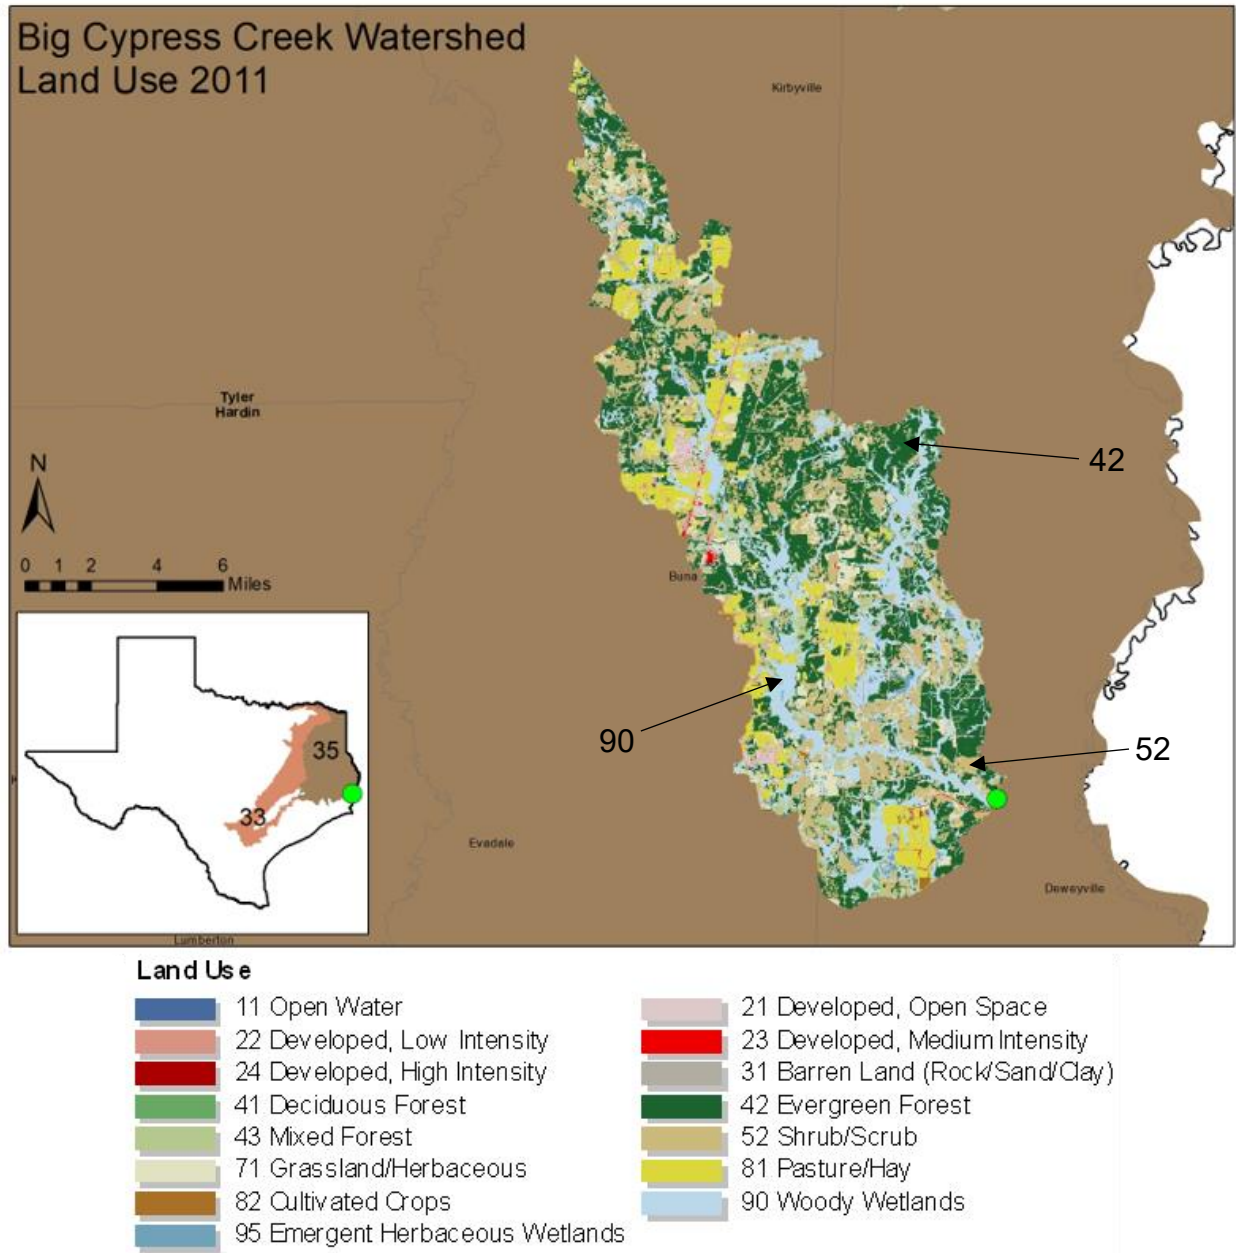 Big Cypress Creek Watershed
Land Use 2011
Kirbyville
Tyler
Hardin
N
42
0 1 2 4 6
Miles
Buna
90
52
35
33
Evadale
Deweyville
Lumberton
Land Use
11 Open Water
22 Developed, Low Intensity
24 Developed, High Intensity
41 Deciduous Forest
43 Mixed Forest
71 Grassland/Herbaceous
82 Cultivated Crops
95 Emergent Herbaceous Wetlands
21 Developed, Open Space
23 Developed, Medium Intensity
31 Barren Land (Rock/Sand/Clay)
42 Evergreen Forest
52 Shrub/Scrub
81 Pasture/Hay
90 Woody Wetlands